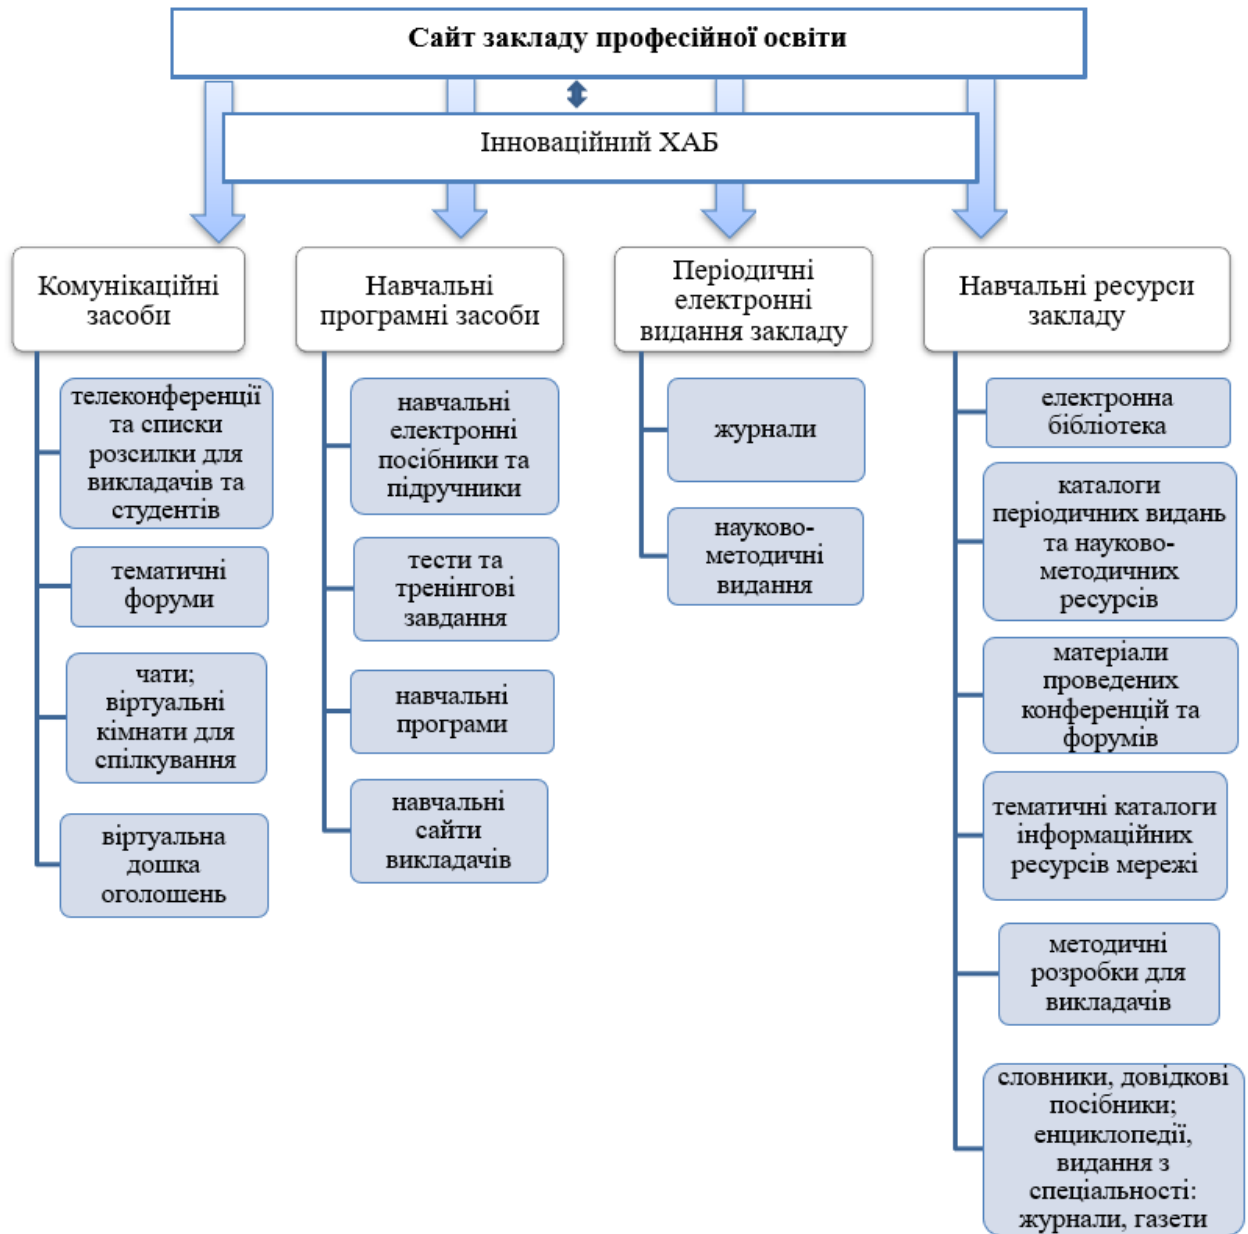 Сайт закладу професійної освіти
Інноваційний ХАБ
Комунікаційні
засоби
телеконференції
та списки
розсилки для
викладачів та
студентів
тематичні
форуми
чати;
віртуальні
кімнати для
спілкування
віртуальна
дошка
оголошень
Навчальні
програмні засоби
навчальні
електронні
посібники та
підручники
тести та
тренінгові
завдання
навчальні
програми
навчальні
сайти
викладачів
Періодичні
електронні
видання закладу
журнали
науково-
методичні
видання
Навчальні ресурси
закладу
електронна
бібліотека
каталоги
періодичних видань
та науково-
методичних
ресурсів
матеріали
проведених
конференцій та
форумів
тематичні каталоги
інформаційних
ресурсів мережі
методичні
розробки для
викладачів
словники, довідкові
посібники;
енциклопедії,
видання з
спеціальності:
журнали, газети